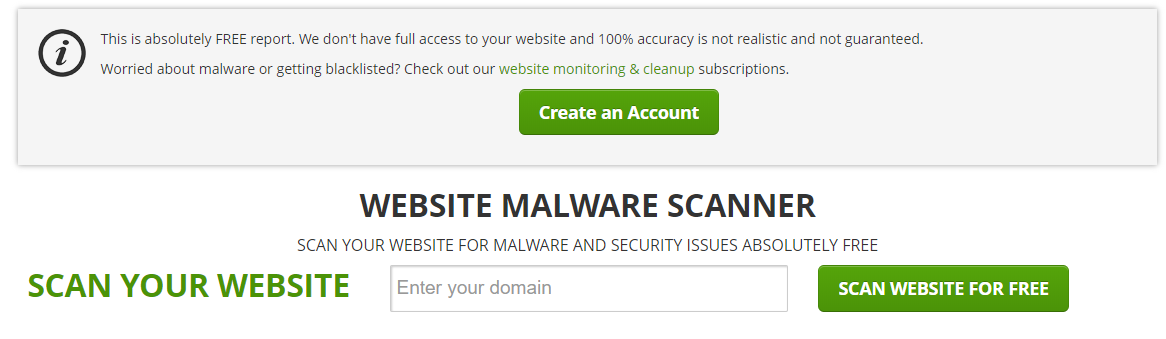 This is absolutely FREE report. We don't have full access to your website and 100% accuracy is not realistic and not guaranteed.
Worried about malware or getting blacklisted? Check out our website monitoring & cleanup subscriptions.
Create an Account
WEBSITE MALWARE SCANNER
SCAN YOUR WEBSITE FOR MALWARE AND SECURITY ISSUES ABSOLUTELY FREE
SCAN YOUR WEBSITE Enter your domain SCAN WEBSITE FOR FREE